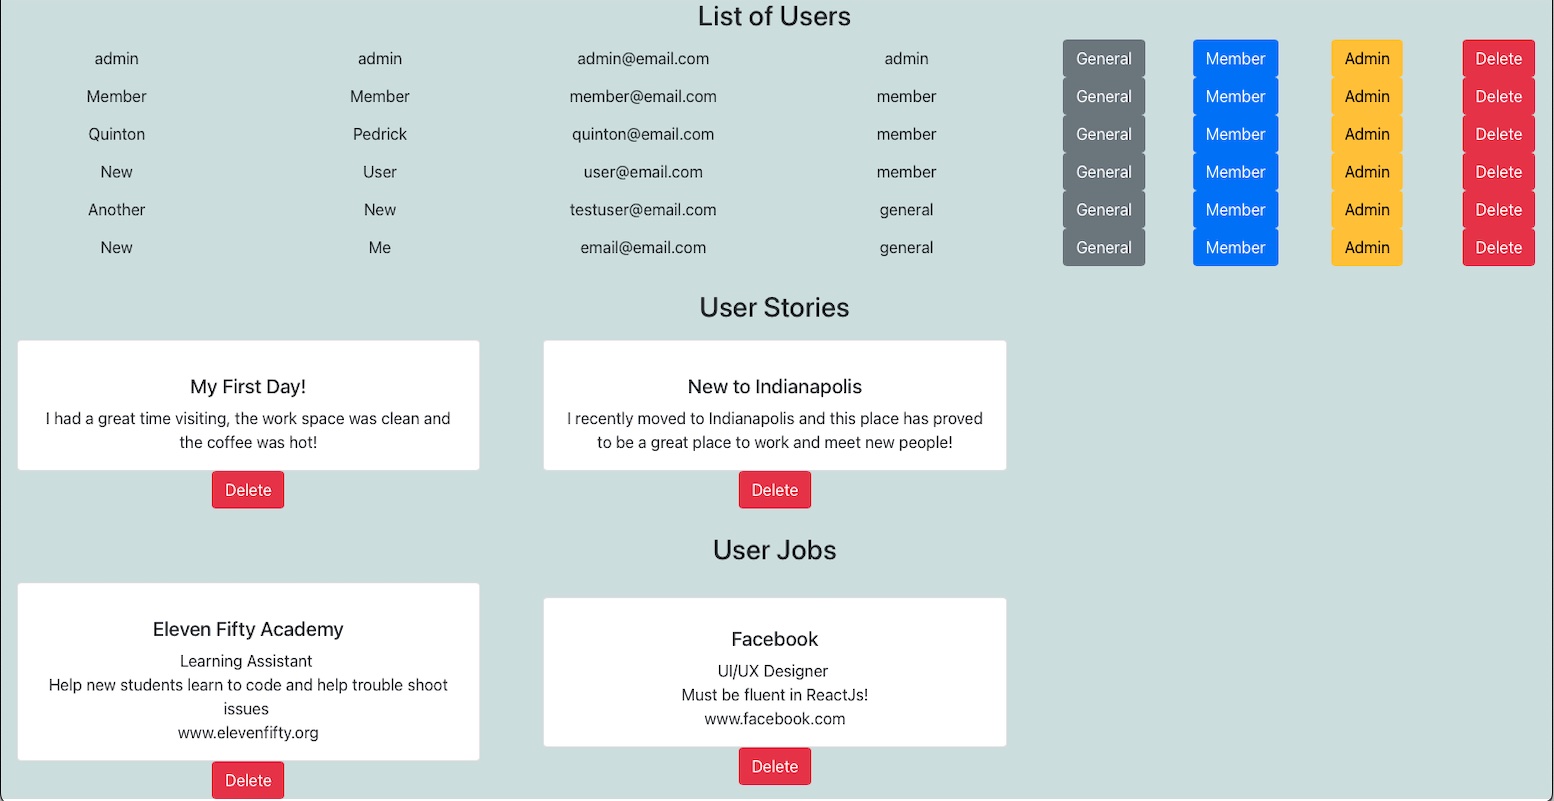 List of Users
admin admin admin@email.com admin General Member Admin Delete
Member Member member@email.com member General Member Admin Delete
Quinton Pedrick quinton@email.com member General Member Admin Delete
New User user@email.com member General Member Admin Delete
Another New testuser@email.com general General Member Admin Delete
New Me email@email.com general General Member Admin Delete
User Stories
My First Day!
I had a great time visiting, the work space was clean and
the coffee was hot!
Delete
New to Indianapolis
I recently moved to Indianapolis and this place has proved
to be a great place to work and meet new people!
Delete
User Jobs
Eleven Fifty Academy
Learning Assistant
Help new students learn to code and help trouble shoot
issues
www.elevenfifty.org
Delete
Facebook
UI/UX Designer
Must be fluent in ReactJs!
www.facebook.com
Delete